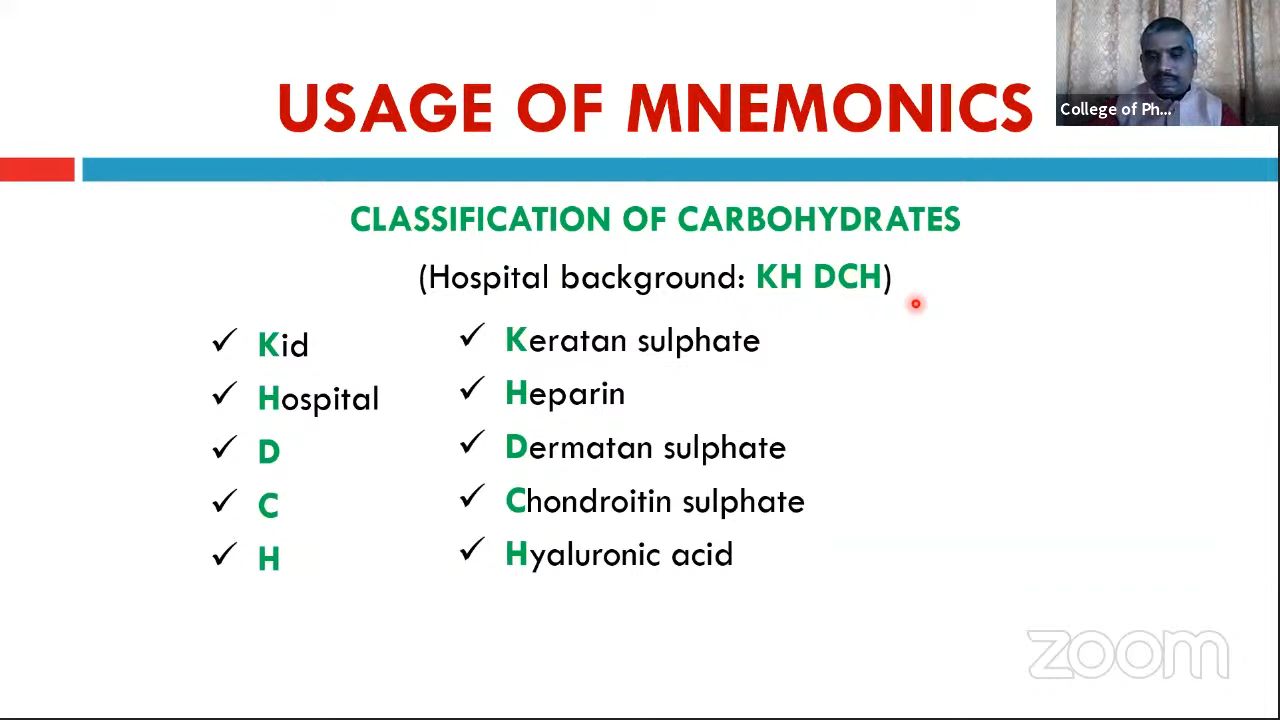 USAGE OF MNEMONICS
College of Ph...
CLASSIFICATION OF CARBOHYDRATES
(Hospital background: KH DCH)
✓ Kid
✓ Hospital
✓ D
✓ C
✓ H
✓ Keratan sulphate
✓ Heparin
✓ Dermatan sulphate
✓ Chondroitin sulphate
✓ Hyaluronic acid
zoom